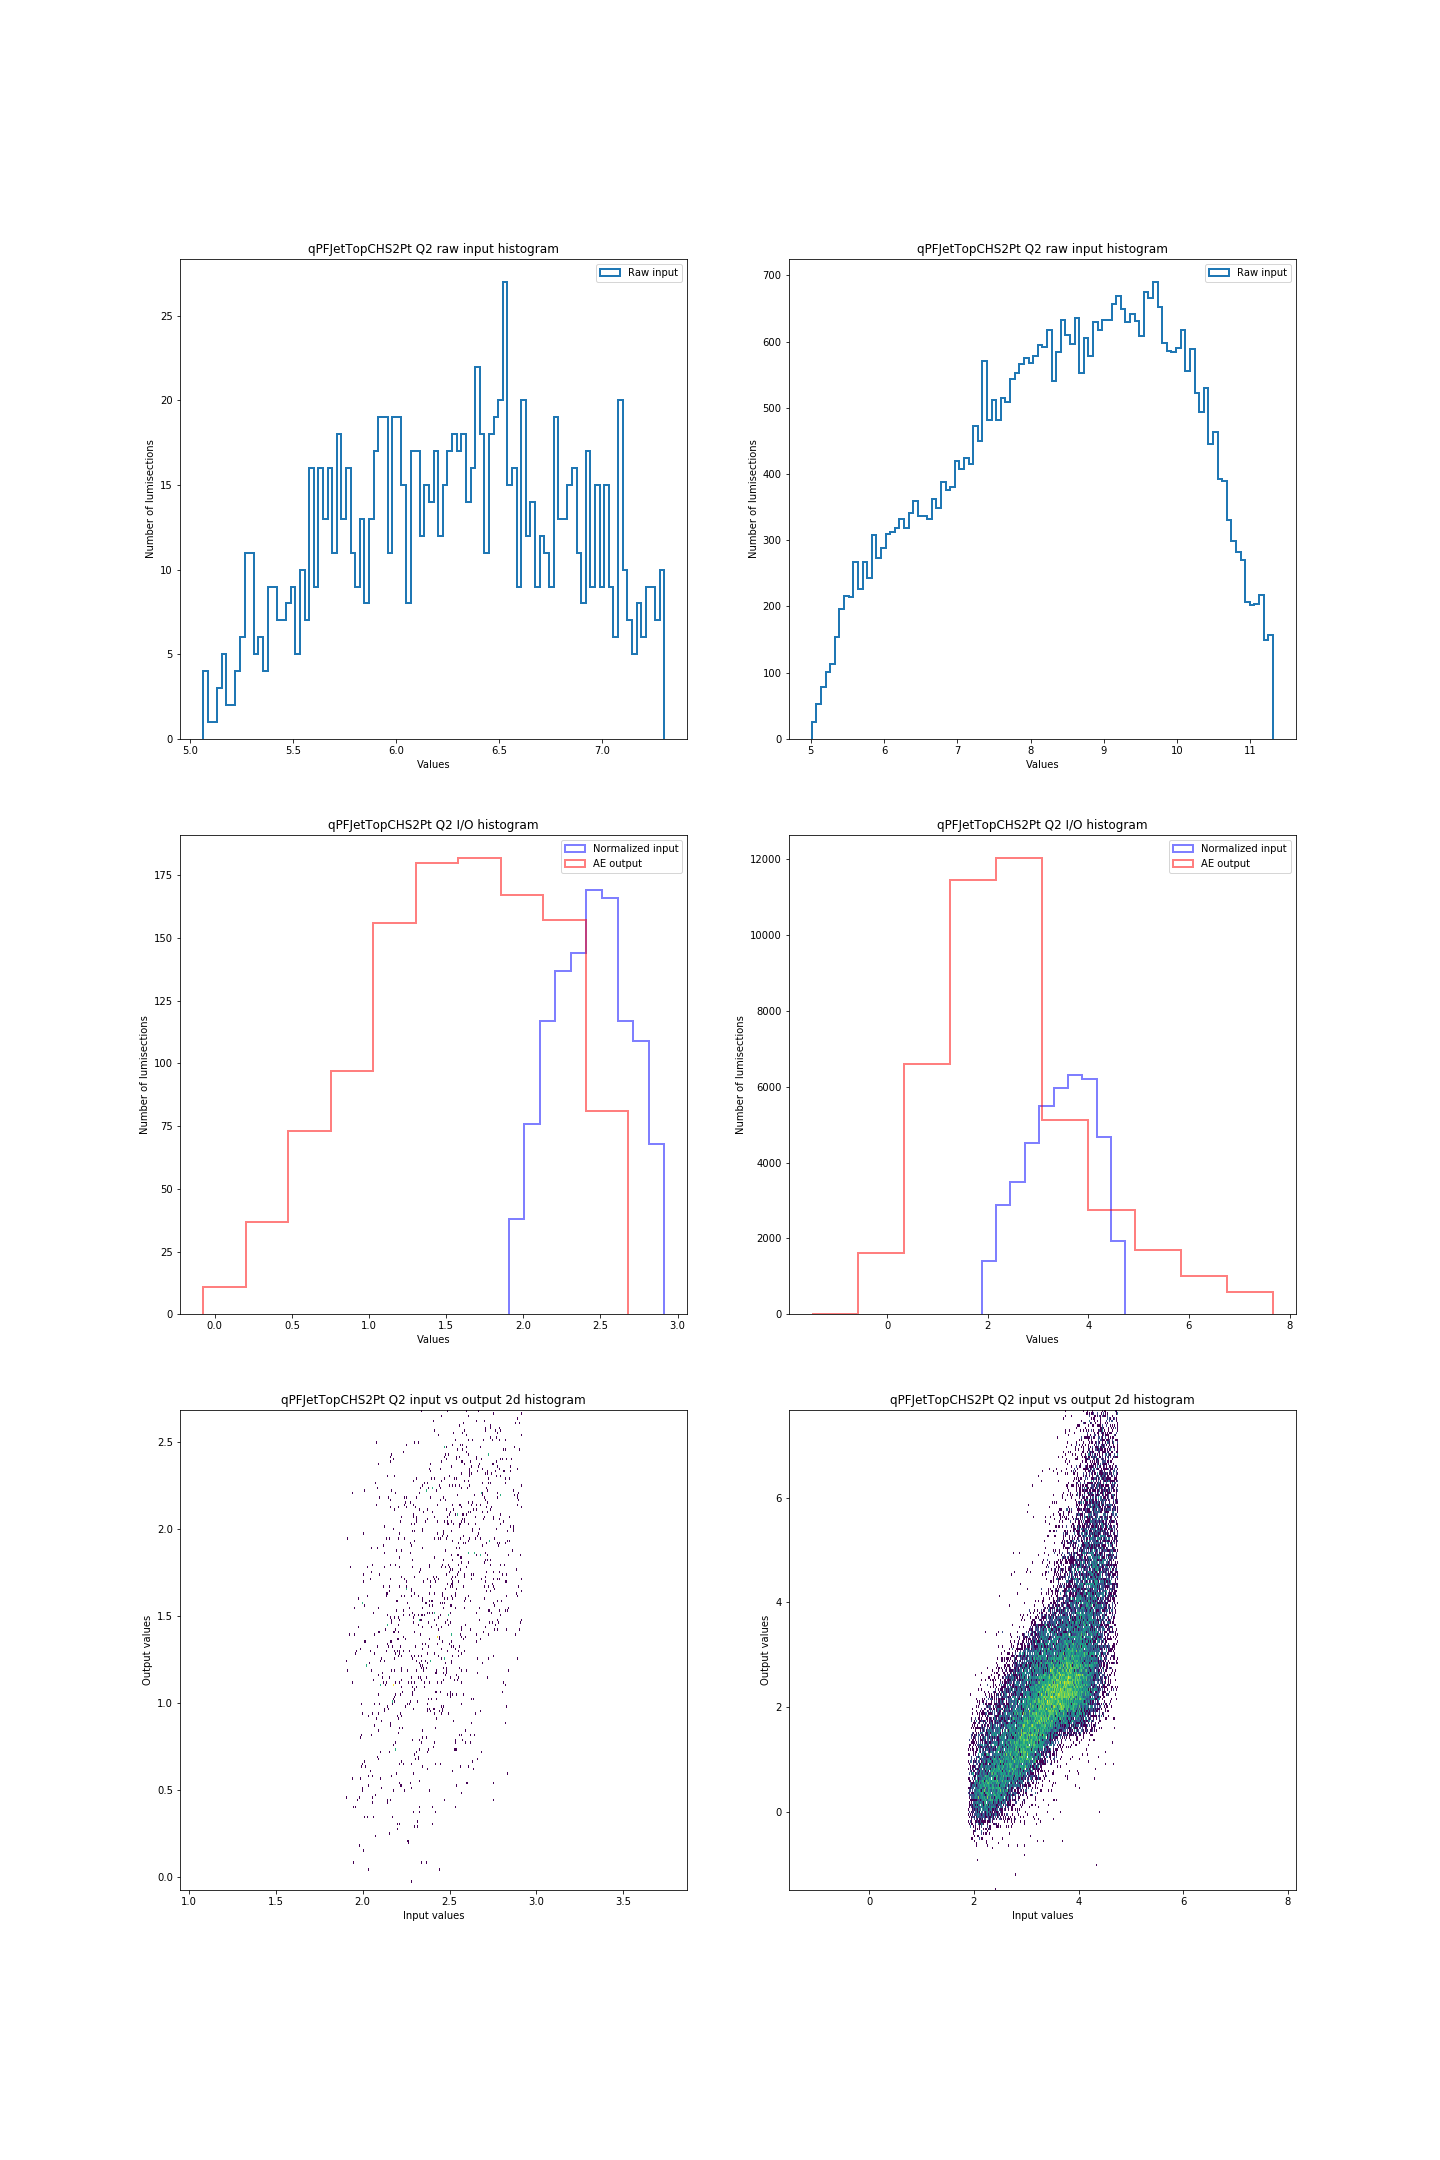 qPFJetTopCHS2Pt Q2 raw input histogram
Raw input
Number of lumisections
25
20
15
10
5
0
5.0 5.5 6.0 6.5 7.0
Values
qPFJetTopCHS2Pt Q2 raw input histogram
Raw input
Number of lumisections
700
600
500
400
300
200
100
0
5 6 7 8 9 10 11
Values
qPFJetTopCHS2Pt Q2 I/O histogram
Normalized input
AE output
Number of lumisections
175
150
125
100
75
50
25
0
0.0 0.5 1.0 1.5 2.0 2.5 3.0
Values
qPFJetTopCHS2Pt Q2 I/O histogram
Normalized input
AE output
Number of lumisections
12000
10000
8000
6000
4000
2000
0
0 2 4 6 8
Values
qPFJetTopCHS2Pt Q2 input vs output 2d histogram
Output values
2.5
2.0
1.5
1.0
0.5
0.0
1.0 1.5 2.0 2.5 3.0 3.5
Input values
qPFJetTopCHS2Pt Q2 input vs output 2d histogram
Output values
6
4
2
0
0 2 4 6 8
Input values